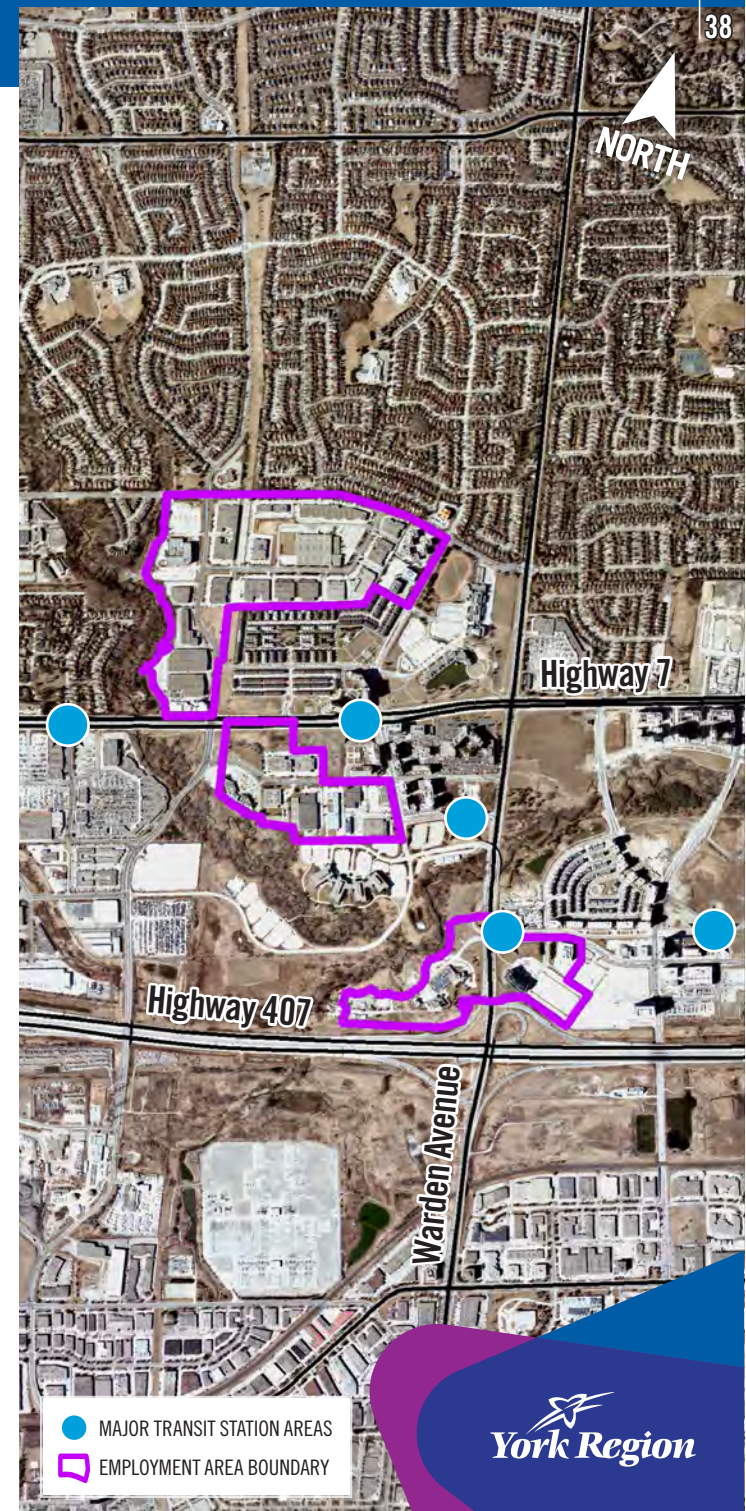 38
NORTH
Highway 7
Highway 407
Warden Avenue
MAJOR TRANSIT STATION AREAS
EMPLOYMENT AREA BOUNDARY
York Region